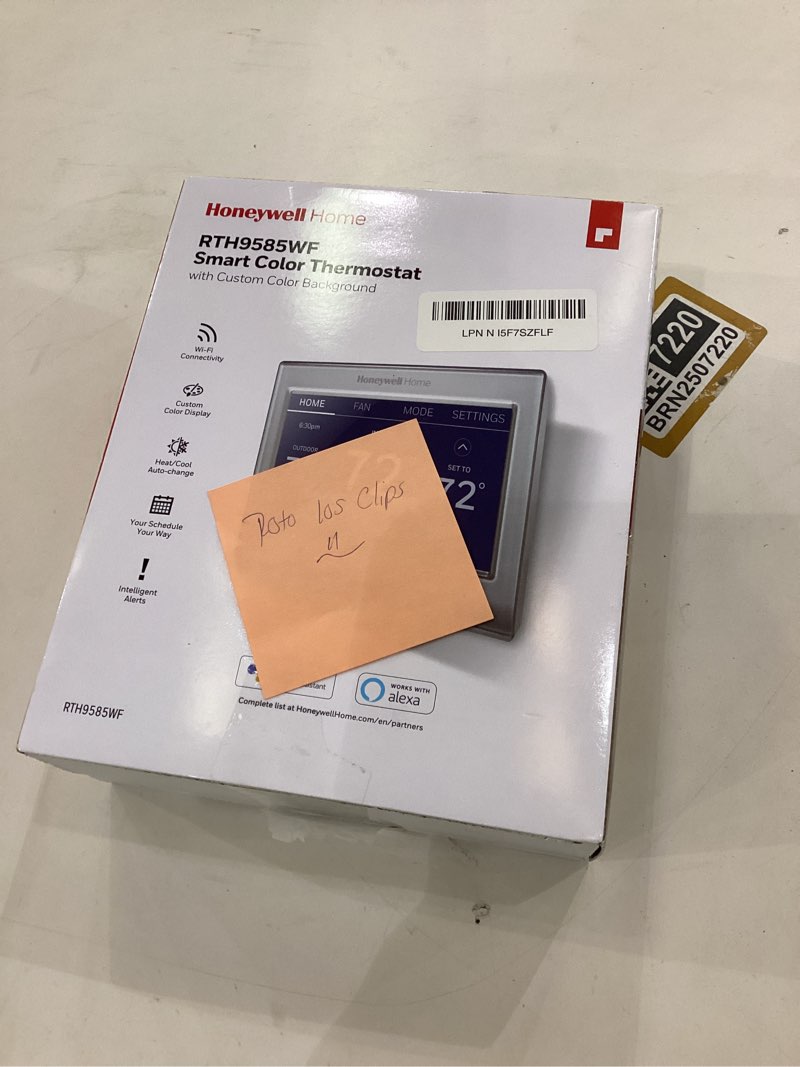 Honeywell Home
RTH9585WF
Smart Color Thermostat
with Custom Color Background
LPN N I5F7SZFLF
7220
BRN2507220
Wi-Fi
Connectivity
Custom
Color Display
Heat/Cool
Auto-change
Your Schedule
Your Way
!
Intelligent
Alerts
Honeywell Home
HOME FAN MODE SETTINGS
6:30pm
OUTDOOR
72
SET TO
72°
Roto los clips
WORKS WITH
alexa
Complete list at HoneywellHome.com/en/partners
RTH9585WF